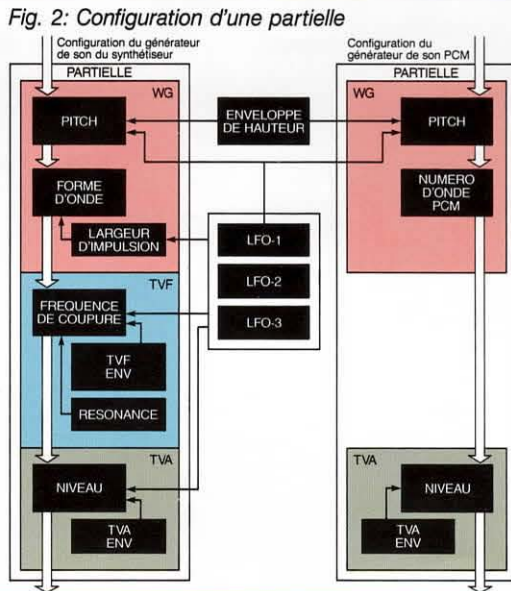 Fig. 2: Configuration d'une partielle
Configuration du générateur
de son du synthétiseur
PARTIELLE
WG
PITCH
FORME
D'ONDE
LARGEUR
D'IMPULSION
TVF
FREQUENCE
DE COUPURE
TVF
ENV
RESONANCE
TVA
NIVEAU
TVA
ENV
ENVELOPPE
DE HAUTEUR
LFO-1
LFO-2
LFO-3
Configuration du
générateur de son PCM
PARTIELLE
WG
PITCH
NUMERO
D'ONDE
PCM
TVA
NIVEAU
TVA
ENV